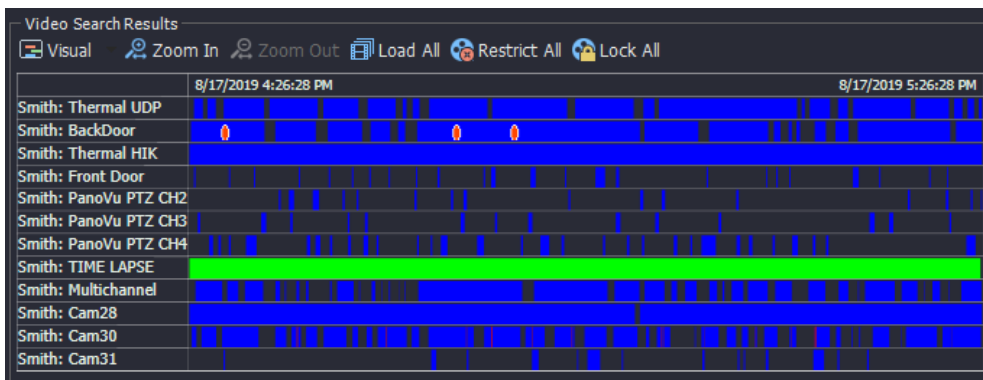 Video Search Results
Visual Zoom In Zoom Out Load All Restrict All Lock All
8/17/2019 4:26:28 PM 8/17/2019 5:26:28 PM
Smith: Thermal UDP
Smith: BackDoor
Smith: Thermal HIK
Smith: Front Door
Smith: PanoVu PTZ CH2
Smith: PanoVu PTZ CH3
Smith: PanoVu PTZ CH4
Smith: TIME LAPSE
Smith: Multichannel
Smith: Cam28
Smith: Cam30
Smith: Cam31